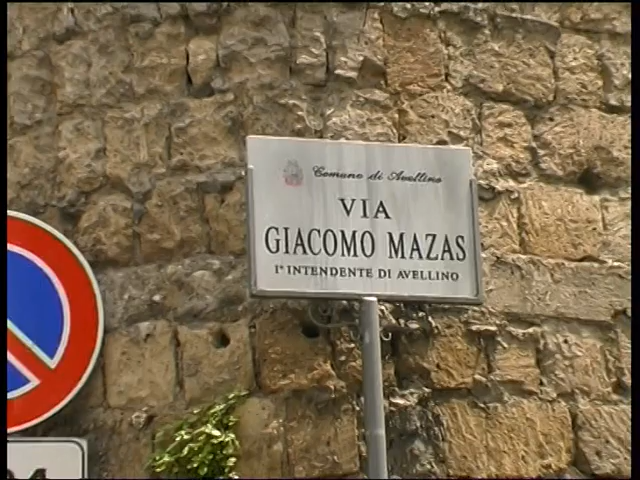 Comune di Avellino
VIA
GIACOMO MAZAS
1° INTENDENTE DI AVELLINO